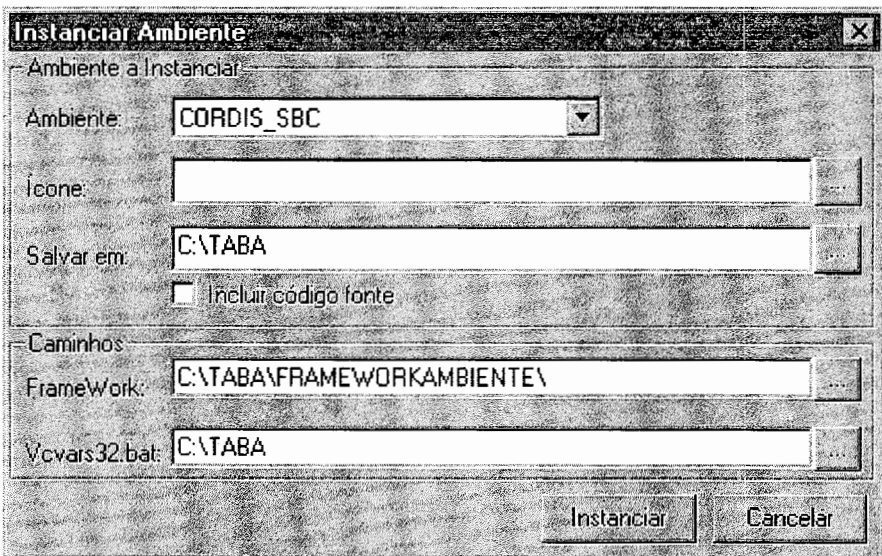 Instanciar Ambiente
Ambiente a Instanciar
Ambiente: CORDIS_SBC
Ícone: ...
Salvar em: C:\TABA ...
Incluir código fonte
Caminhos
FrameWork: C:\TABA\FRAMEWORKAMBIENTE\ ...
Vcvars32.bat: C:\TABA ...
Instanciar Cancelar